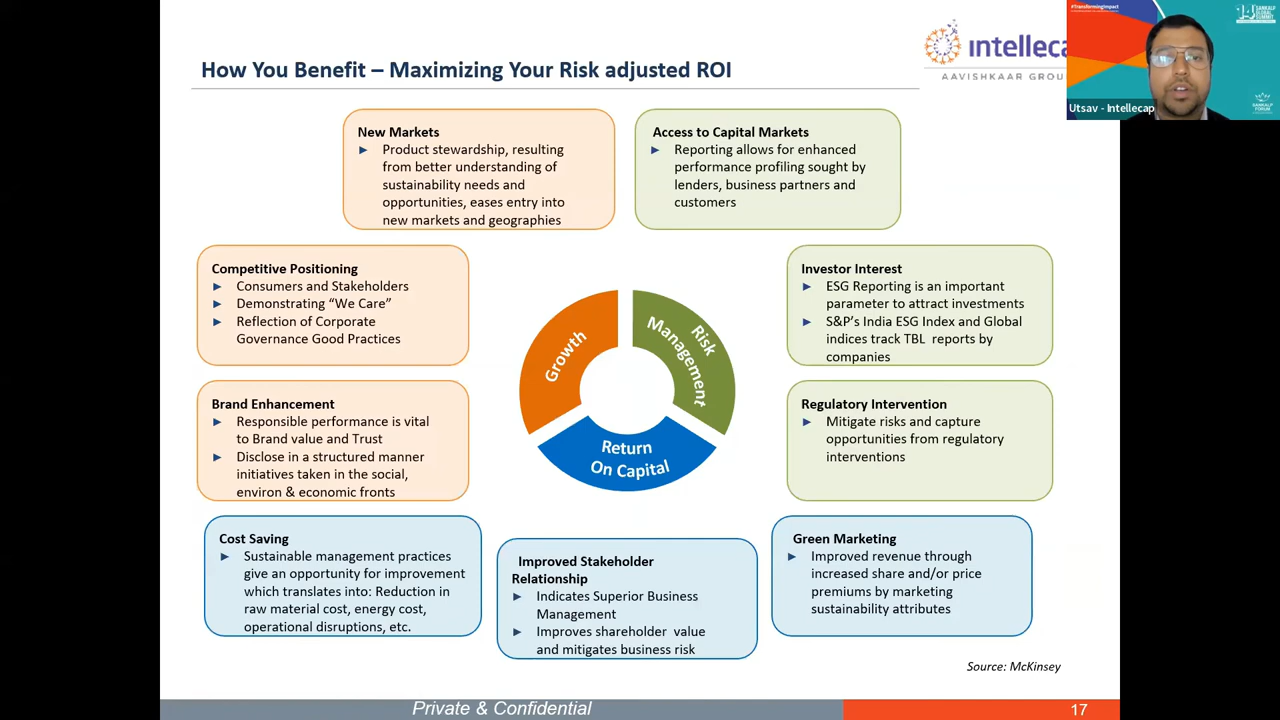 #TransformingImpact
SANKALP
GLOBAL
SUMMIT
Utsav - Intellecap
SANKALP
FORUM
intelleca
AAVISHKAAR GROU
How You Benefit – Maximizing Your Risk adjusted ROI
New Markets
► Product stewardship, resulting
from better understanding of
sustainability needs and
opportunities, eases entry into
new markets and geographies
Access to Capital Markets
► Reporting allows for enhanced
performance profiling sought by
lenders, business partners and
customers
Competitive Positioning
► Consumers and Stakeholders
► Demonstrating “We Care”
► Reflection of Corporate
Governance Good Practices
Investor Interest
► ESG Reporting is an important
parameter to attract investments
► S&P’s India ESG Index and Global
indices track TBL reports by
companies
Growth
Risk
Management
Return
On Capital
Brand Enhancement
► Responsible performance is vital
to Brand value and Trust
► Disclose in a structured manner
initiatives taken in the social,
environ & economic fronts
Regulatory Intervention
► Mitigate risks and capture
opportunities from regulatory
interventions
Cost Saving
► Sustainable management practices
give an opportunity for improvement
which translates into: Reduction in
raw material cost, energy cost,
operational disruptions, etc.
Improved Stakeholder
Relationship
► Indicates Superior Business
Management
► Improves shareholder value
and mitigates business risk
Green Marketing
► Improved revenue through
increased share and/or price
premiums by marketing
sustainability attributes
Source: McKinsey
Private & Confidential
17